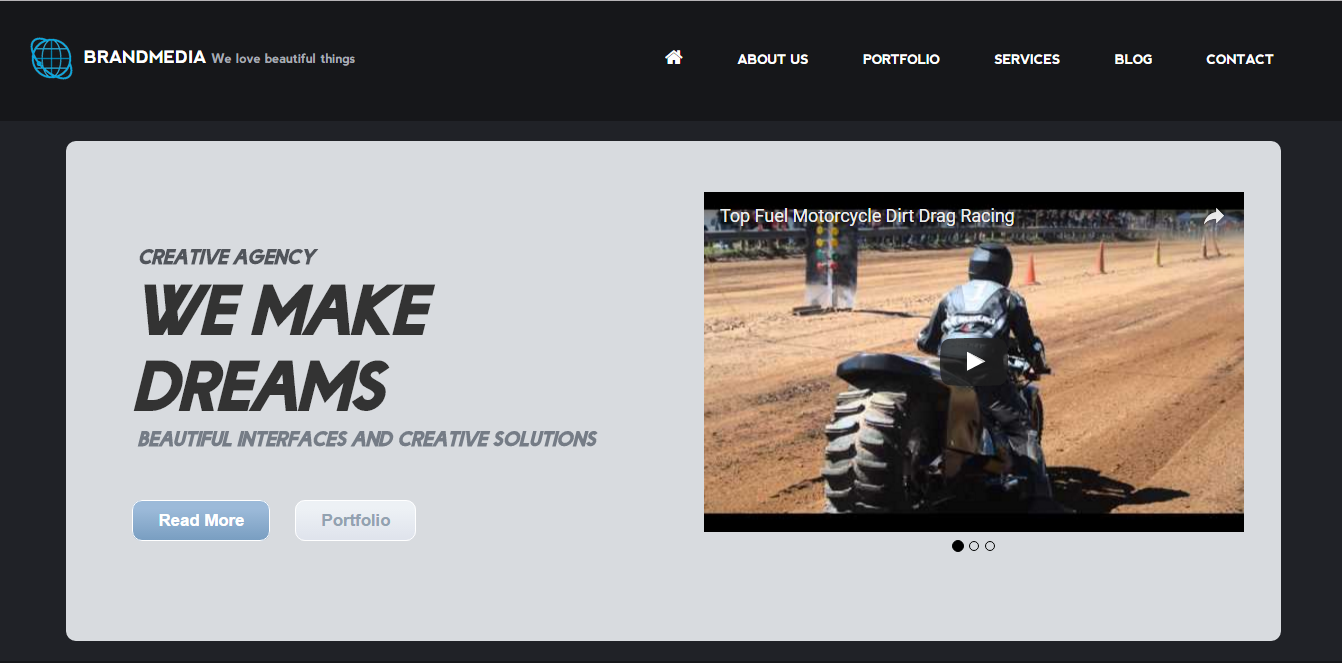 BRANDMEDIA We love beautiful things
ABOUT US PORTFOLIO SERVICES BLOG CONTACT
CREATIVE AGENCY
WE MAKE
DREAMS
BEAUTIFUL INTERFACES AND CREATIVE SOLUTIONS
Read More Portfolio
Top Fuel Motorcycle Dirt Drag Racing